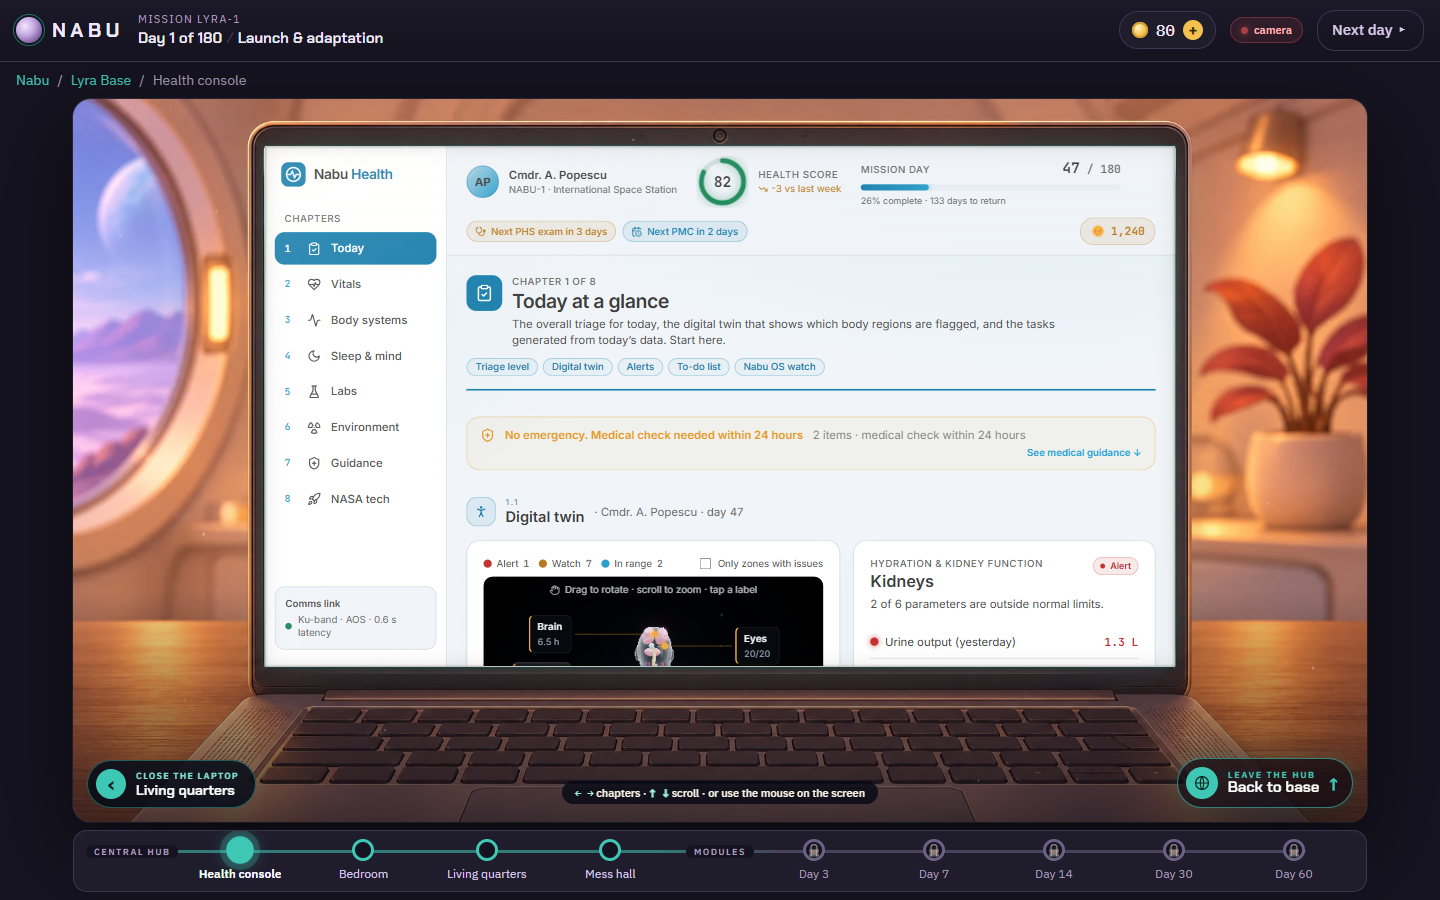 NABU
MISSION LYRA-1
Day 1 of 180 / Launch & adaptation
80
camera
Next day
Nabu / Lyra Base / Health console
Nabu Health
CHAPTERS
1 Today
2 Vitals
3 Body systems
4 Sleep & mind
5 Labs
6 Environment
7 Guidance
8 NASA tech
Comms link
Ku-band · AOS · 0.6 s
latency
AP
Cmdr. A. Popescu
NABU-1 · International Space Station
82
HEALTH SCORE
-3 vs last week
MISSION DAY
47 / 180
26% complete · 133 days to return
Next PHS exam in 3 days
Next PMC in 2 days
1,240
CHAPTER 1 OF 8
Today at a glance
The overall triage for today, the digital twin that shows which body regions are flagged, and the tasks
generated from today's data. Start here.
Triage level
Digital twin
Alerts
To-do list
Nabu OS watch
No emergency. Medical check needed within 24 hours 2 items · medical check within 24 hours
See medical guidance ↓
1.1
Digital twin · Cmdr. A. Popescu · day 47
Alert 1 Watch 7 In range 2 Only zones with issues
Drag to rotate · scroll to zoom · tap a label
Brain
6.5 h
Eyes
20/20
HYDRATION & KIDNEY FUNCTION
Alert
Kidneys
2 of 6 parameters are outside normal limits.
Urine output (yesterday) 1.3 L
CLOSE THE LAPTOP
Living quarters
← → chapters · ↑ ↓ scroll · or use the mouse on the screen
LEAVE THE HUB
Back to base ↑
CENTRAL HUB
Health console
Bedroom
Living quarters
Mess hall
MODULES
Day 3
Day 7
Day 14
Day 30
Day 60